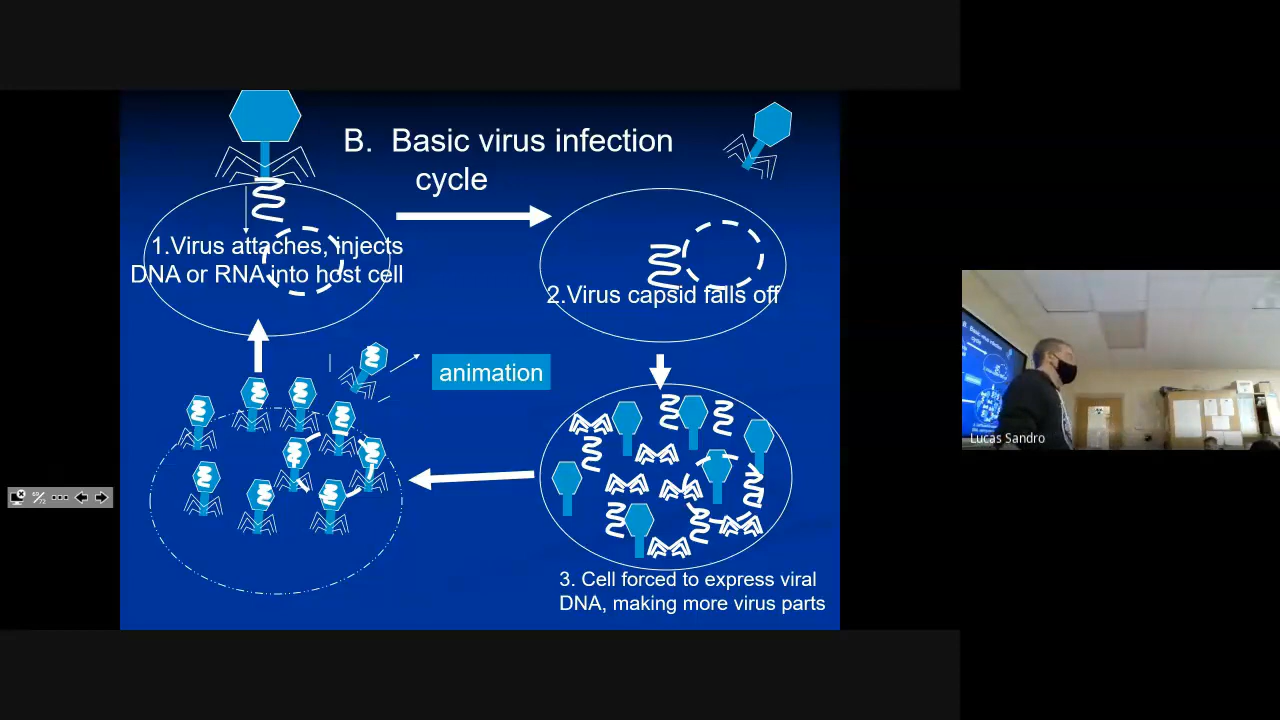 B. Basic virus infection
cycle
1.Virus attaches, injects
DNA or RNA into host cell
2.Virus capsid falls off
animation
3. Cell forced to express viral
DNA, making more virus parts
Lucas Sandro